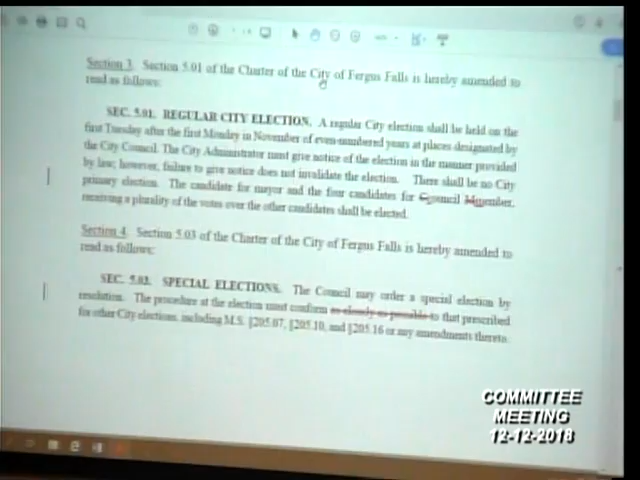 Section 3. Section 5.01 of the Charter of the City of Fergus Falls is hereby amended to
read as follows:
SEC. 5.01. REGULAR CITY ELECTION. A regular City election shall be held on the
first Tuesday after the first Monday in November of even-numbered years at places designated by
the City Council. The City Administrator must give notice of the election in the manner provided
by law; however, failure to give notice does not invalidate the election. There shall be no City
primary election. The candidate for mayor and the four candidates for Ccouncil Mmember,
receiving a plurality of the votes over the other candidates shall be elected.
Section 4. Section 5.03 of the Charter of the City of Fergus Falls is hereby amended to
read as follows:
SPECIAL ELECTIONS. The Council may order a special election by
resolution. The procedure at the election must conform as closely as possible to that prescribed
for other City elections, including M.S. §205.07, §205.10, and §205.16 or any amendments thereto.
COMMITTEE
MEETING
12-12-2018